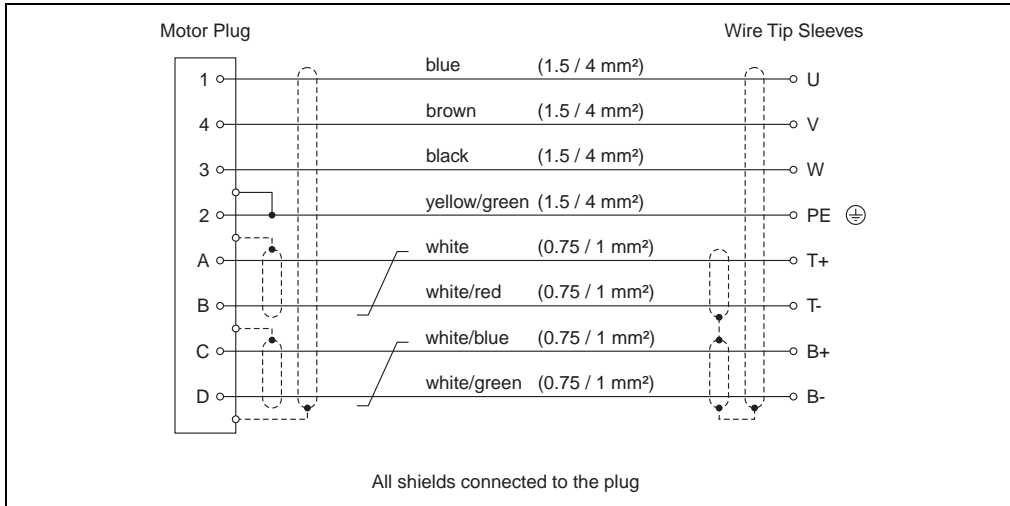 Motor Plug Wire Tip Sleeves
1 blue (1.5 / 4 mm²) U
4 brown (1.5 / 4 mm²) V
3 black (1.5 / 4 mm²) W
2 yellow/green (1.5 / 4 mm²) PE
A white (0.75 / 1 mm²) T+
B white/red (0.75 / 1 mm²) T-
C white/blue (0.75 / 1 mm²) B+
D white/green (0.75 / 1 mm²) B-
All shields connected to the plug